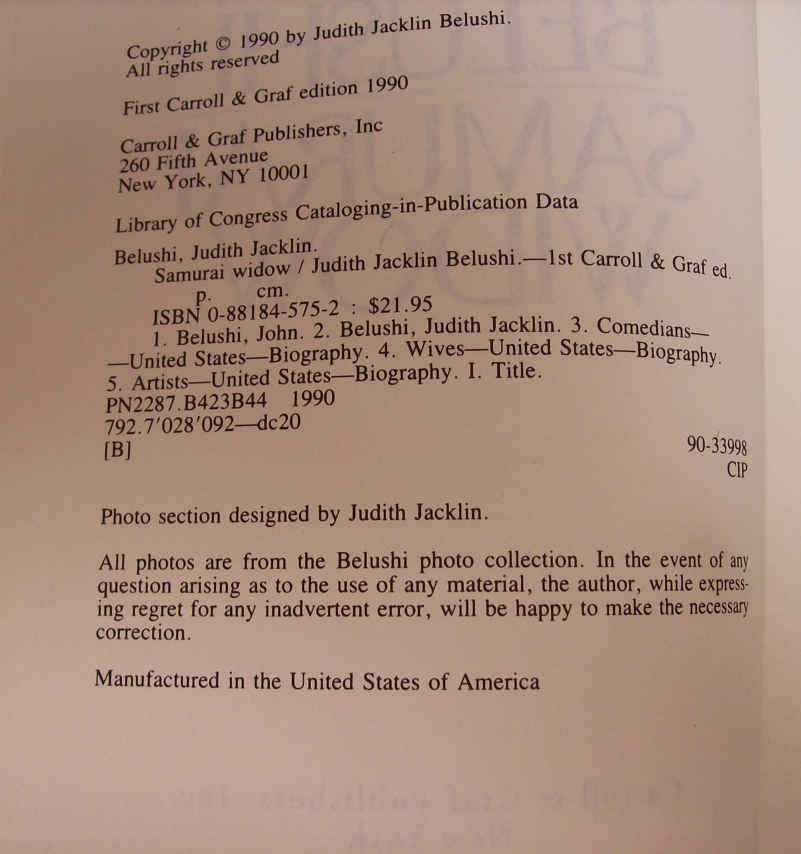 Copyright © 1990 by Judith Jacklin Belushi.
All rights reserved
First Carroll & Graf edition 1990
Carroll & Graf Publishers, Inc
260 Fifth Avenue
New York, NY 10001
Library of Congress Cataloging-in-Publication Data
Belushi, Judith Jacklin.
Samurai widow / Judith Jacklin Belushi.—1st Carroll & Graf ed.
p. cm.
ISBN 0-88184-575-2 : $21.95
1. Belushi, John. 2. Belushi, Judith Jacklin. 3. Comedians—
—United States—Biography. 4. Wives—United States—Biography.
5. Artists—United States—Biography. I. Title.
PN2287.B423B44 1990
792.7'028'092—dc20
[B] 90-33998
CIP
Photo section designed by Judith Jacklin.
All photos are from the Belushi photo collection. In the event of any
question arising as to the use of any material, the author, while express-
ing regret for any inadvertent error, will be happy to make the necessary
correction.
Manufactured in the United States of America